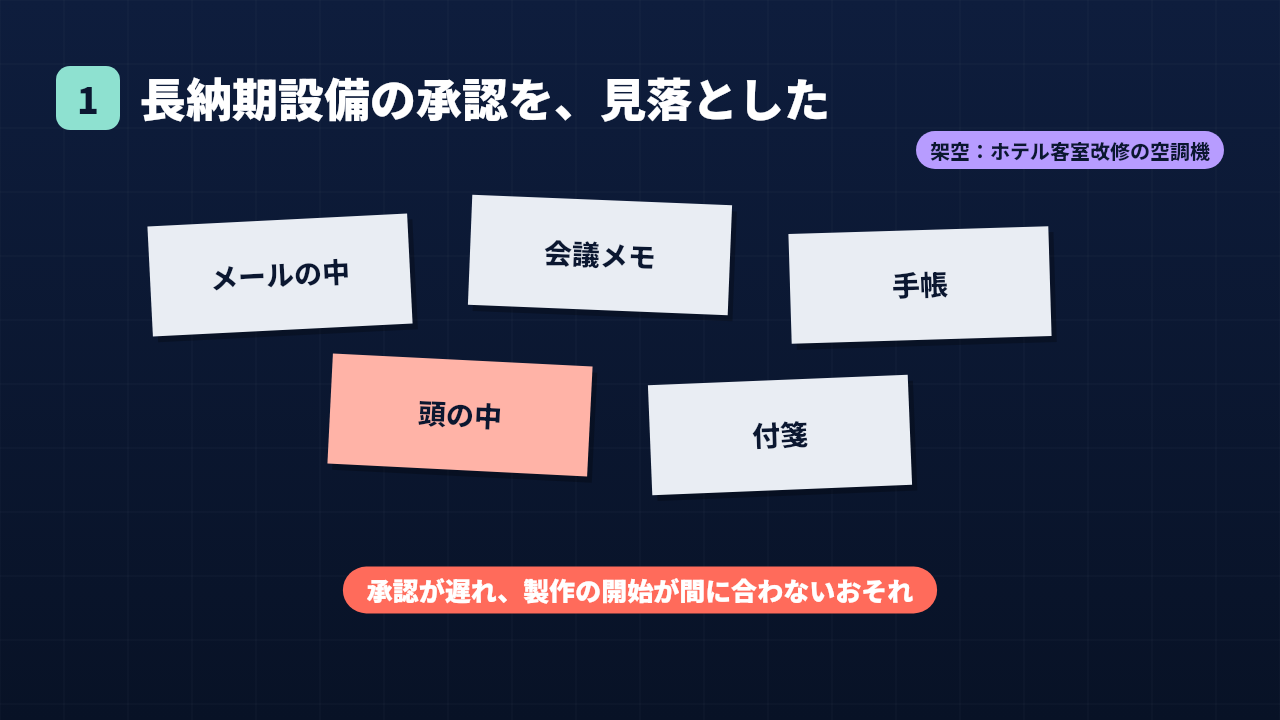 1
長納期設備の承認を、見落とした
架空：ホテル客室改修の空調機
メールの中
会議メモ
手帳
頭の中
付箋
承認が遅れ、製作の開始が間に合わないおそれ